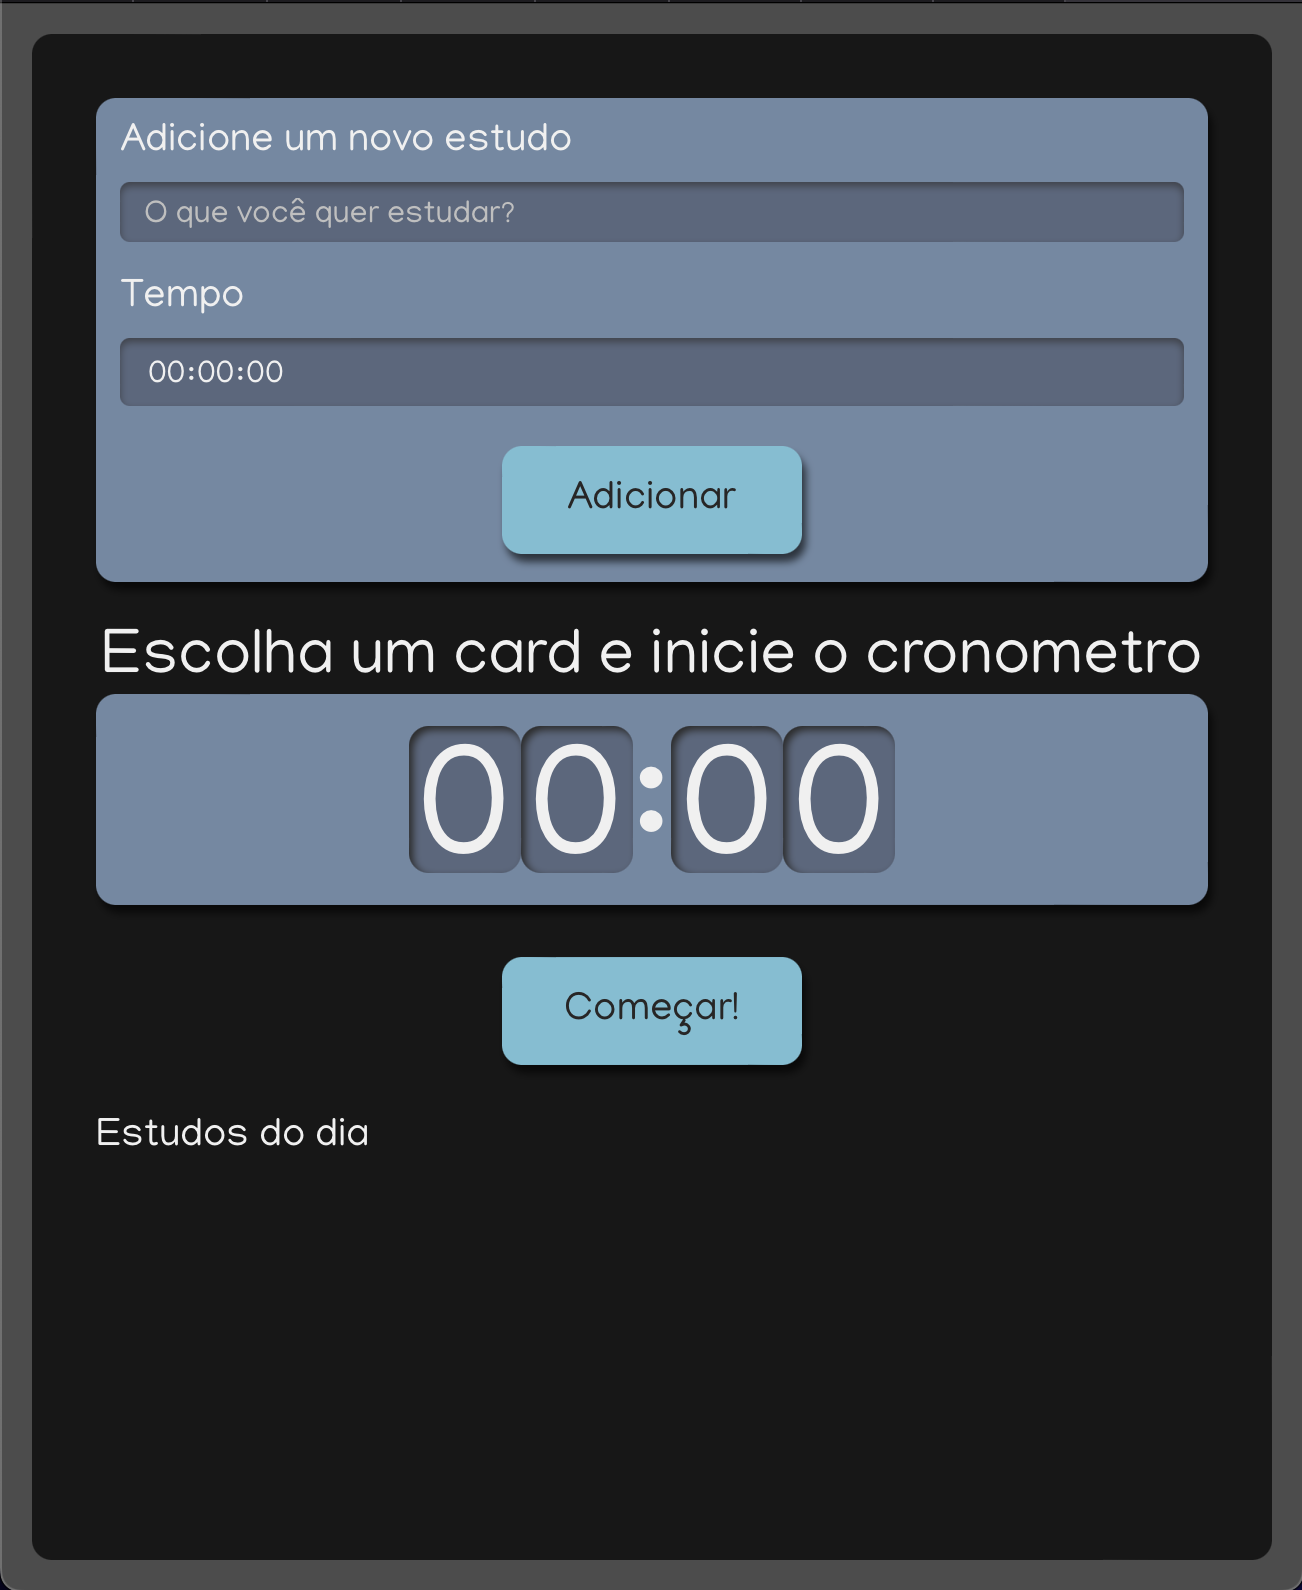 Adicione um novo estudo
O que você quer estudar?
Tempo
00:00:00
Adicionar
Escolha um card e inicie o cronometro
00:00
Começar!
Estudos do dia